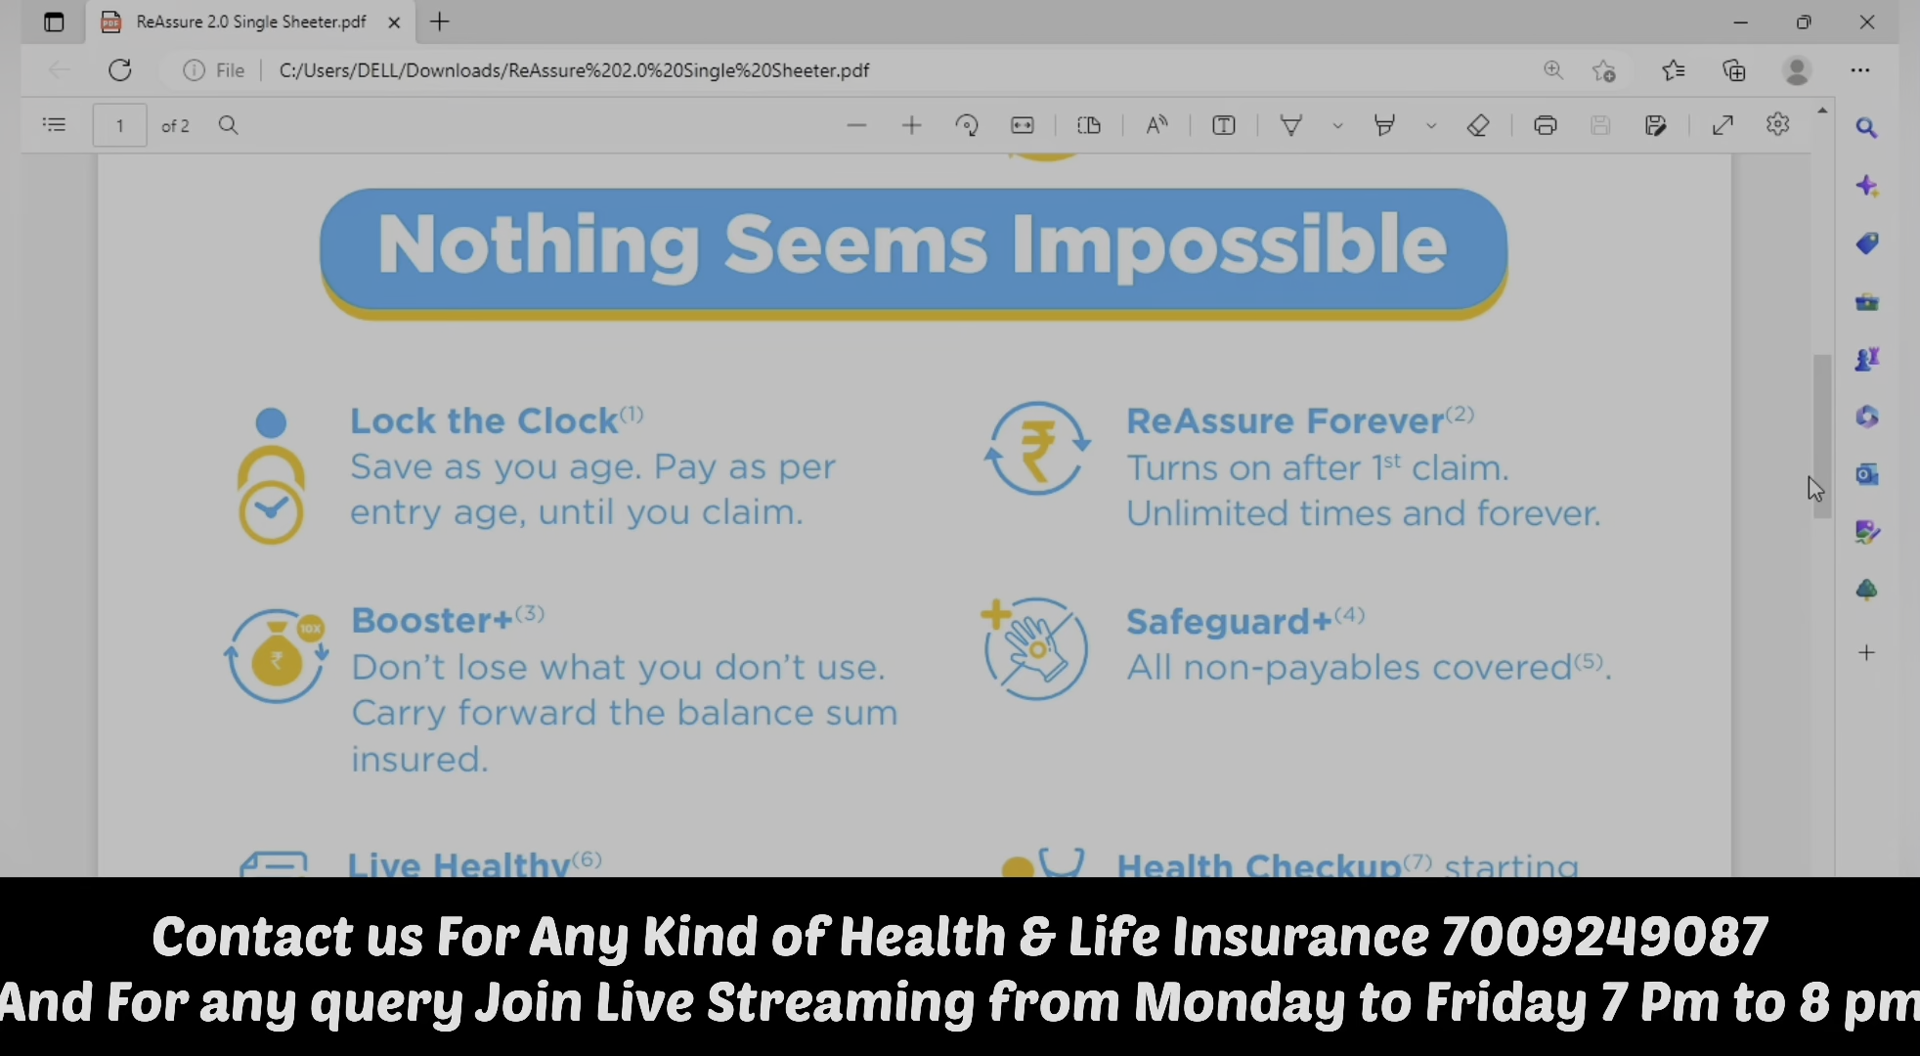 ReAssure 2.0 Single Sheeter.pdf
File
C:/Users/DELL/Downloads/ReAssure%202.0%20Single%20Sheeter.pdf
1 of 2
Nothing Seems Impossible
Lock the Clock(1)
Save as you age. Pay as per
entry age, until you claim.
ReAssure Forever(2)
Turns on after 1st claim.
Unlimited times and forever.
10X
Booster+(3)
Don't lose what you don't use.
Carry forward the balance sum
insured.
Safeguard+(4)
All non-payables covered(5).
Live Healthy(6)
Health Checkup(7) starting
Contact us For Any Kind of Health & Life Insurance 7009249087
And For any query Join Live Streaming from Monday to Friday 7 Pm to 8 pm